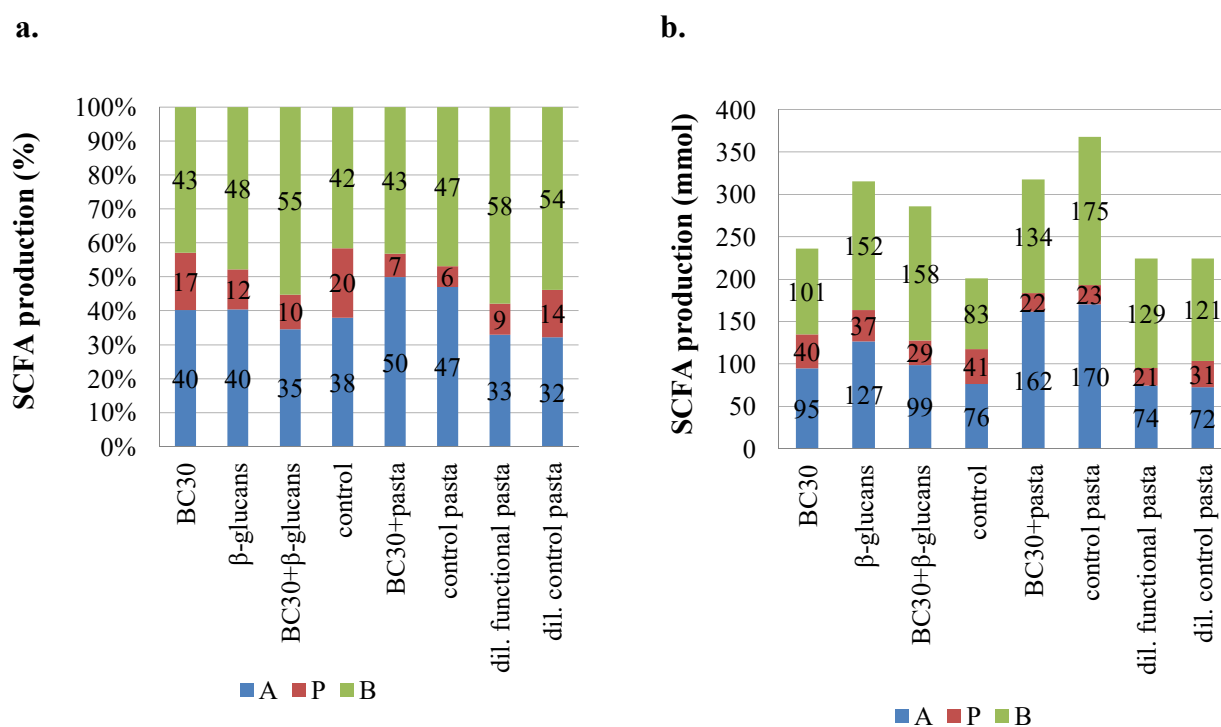 a.
SCFA production (%)
100%
90%
80%
70%
60%
50%
40%
30%
20%
10%
0%
43 48 55 42 43 47 58 54
17 12 10 20 7 6 9 14
40 40 35 38 50 47 33 32
BC30
β-glucans
BC30+β-glucans
control
BC30+pasta
control pasta
dil. functional pasta
dil. control pasta
A P B
b.
SCFA production (mmol)
400
350
300
250
200
150
100
50
0
101 152 158 83 134 175 129 121
40 37 29 41 22 23 21 31
95 127 99 76 162 170 74 72
BC30
β-glucans
BC30+β-glucans
control
BC30+pasta
control pasta
dil. functional pasta
dil. control pasta
A P B